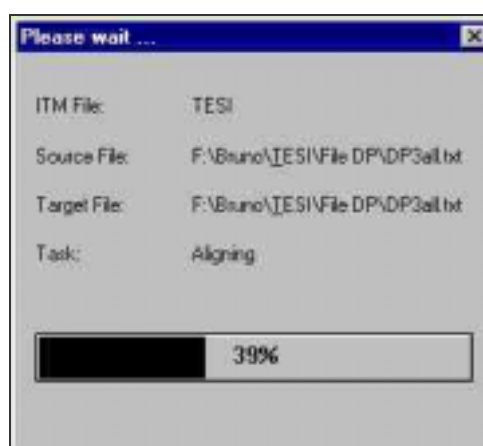 Please wait ...
ITM File: TESI
Source File: F:\Bruno\TESI\File DP\DP3all.txt
Target File: F:\Bruno\TESI\File DP\DP3all.txt
Task: Aligning
39%